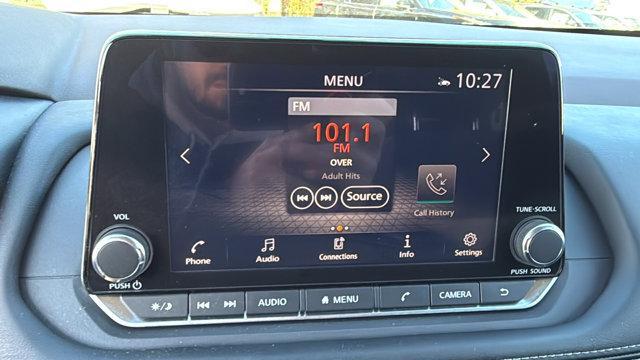 MENU 10:27
FM
101.1
FM
OVER
Adult Hits
Source
Call History
Phone Audio Connections Info Settings
VOL
PUSH
TUNE·SCROLL
PUSH SOUND
AUDIO MENU CAMERA